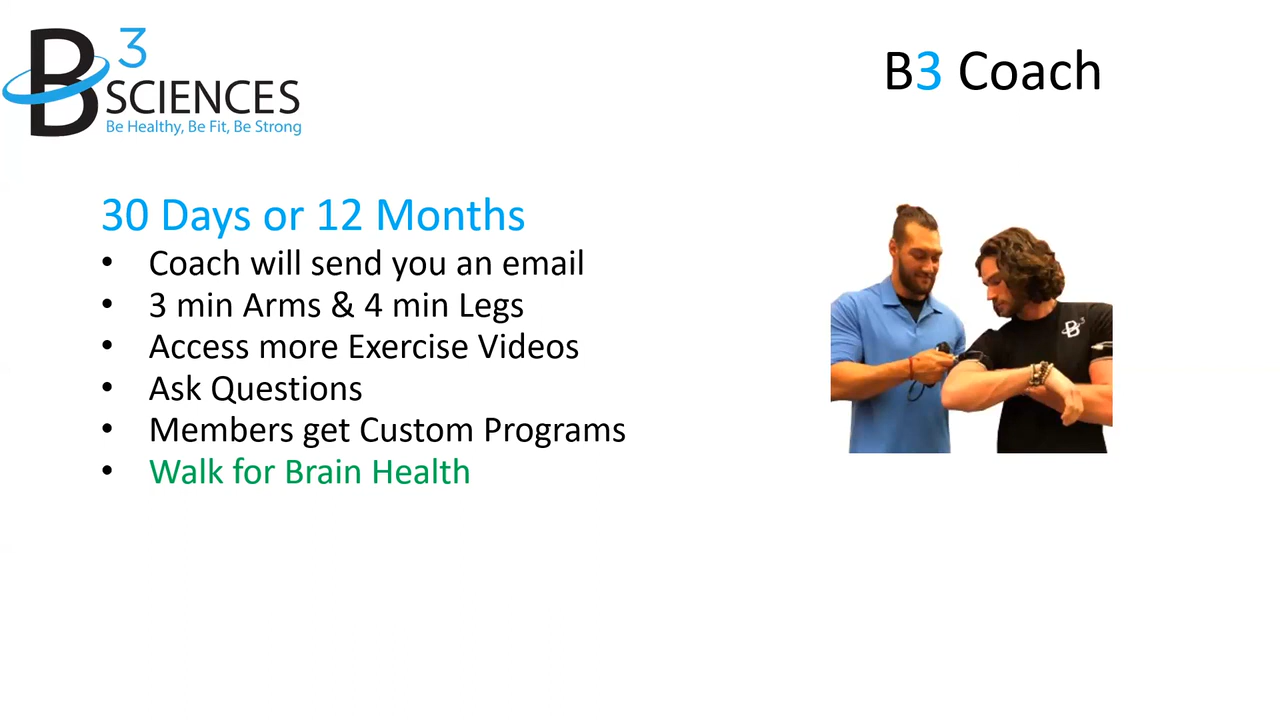 B3
SCIENCES
Be Healthy, Be Fit, Be Strong
B3 Coach
30 Days or 12 Months
• Coach will send you an email
• 3 min Arms & 4 min Legs
• Access more Exercise Videos
• Ask Questions
• Members get Custom Programs
• Walk for Brain Health
B3